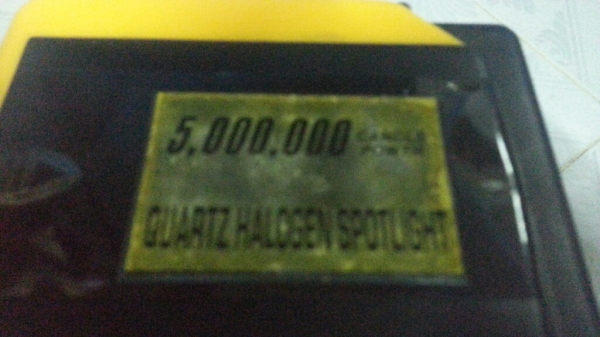 5,000,000 CANDLE
POWER
QUARTZ HALOGEN SPOTLIGHT